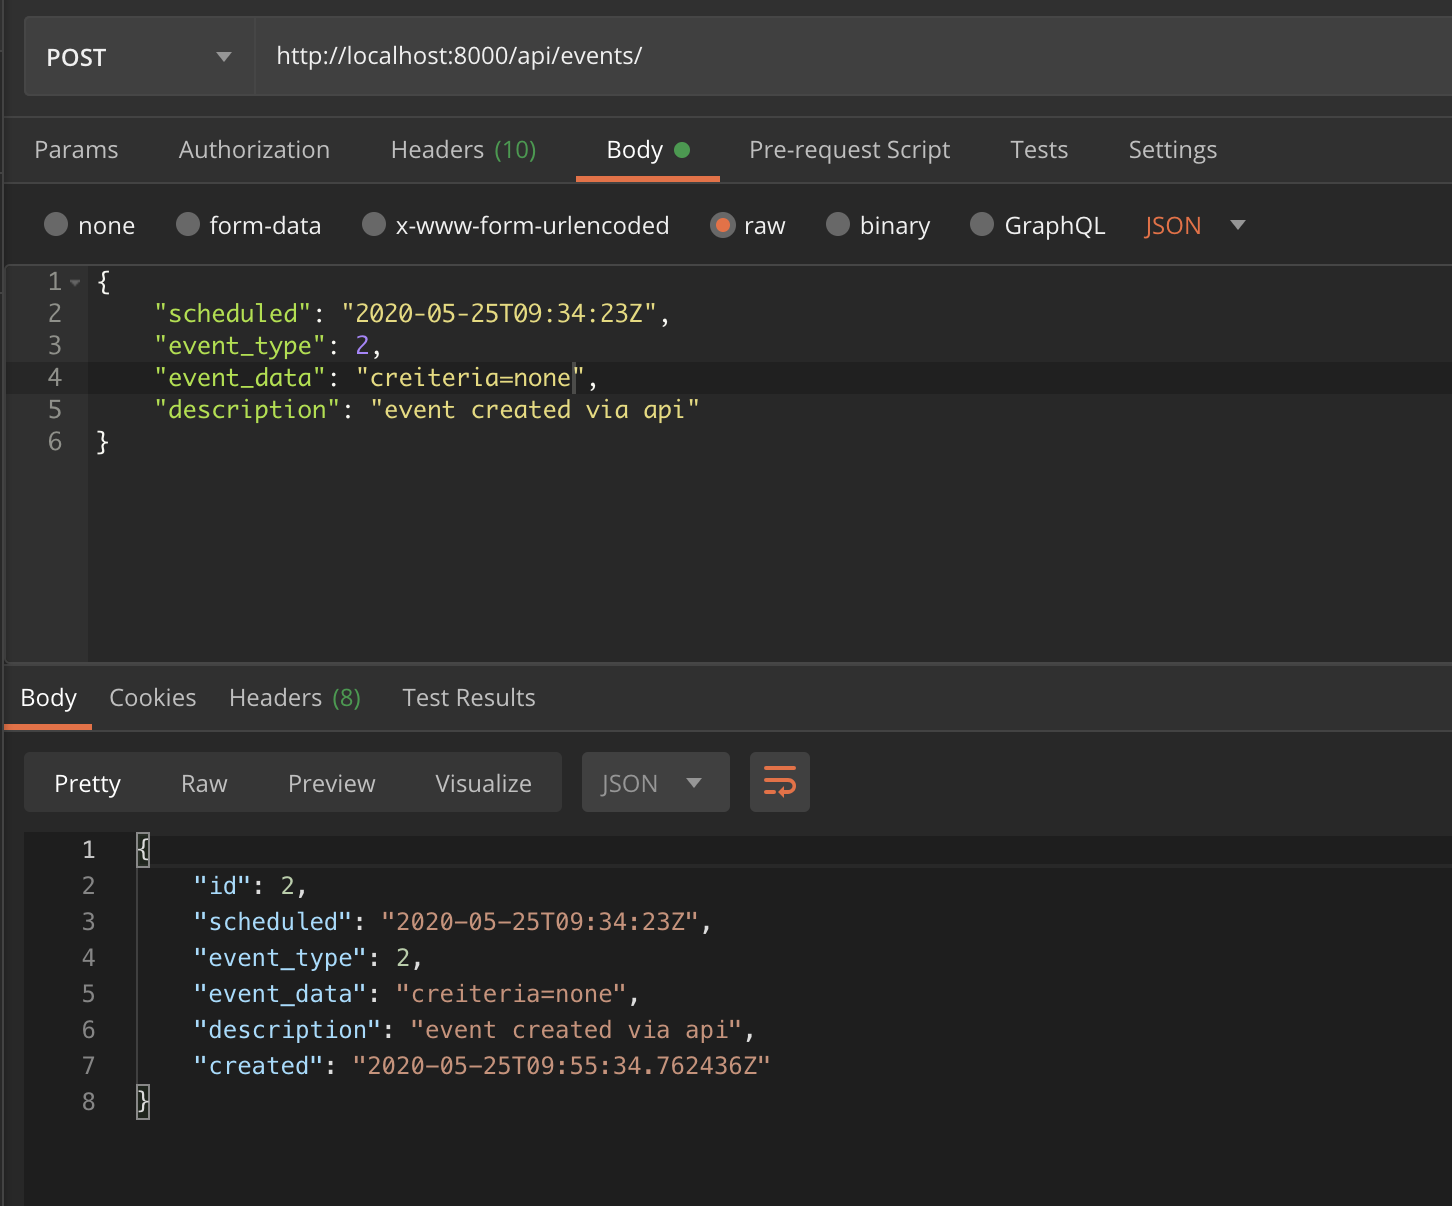 POST http://localhost:8000/api/events/
Params Authorization Headers (10) Body Pre-request Script Tests Settings
none form-data x-www-form-urlencoded raw binary GraphQL JSON
1 {
2 "scheduled": "2020-05-25T09:34:23Z",
3 "event_type": 2,
4 "event_data": "creiteria=none",
5 "description": "event created via api"
6 }
Body Cookies Headers (8) Test Results
Pretty Raw Preview Visualize JSON
1 {
2 "id": 2,
3 "scheduled": "2020-05-25T09:34:23Z",
4 "event_type": 2,
5 "event_data": "creiteria=none",
6 "description": "event created via api",
7 "created": "2020-05-25T09:55:34.762436Z"
8 }